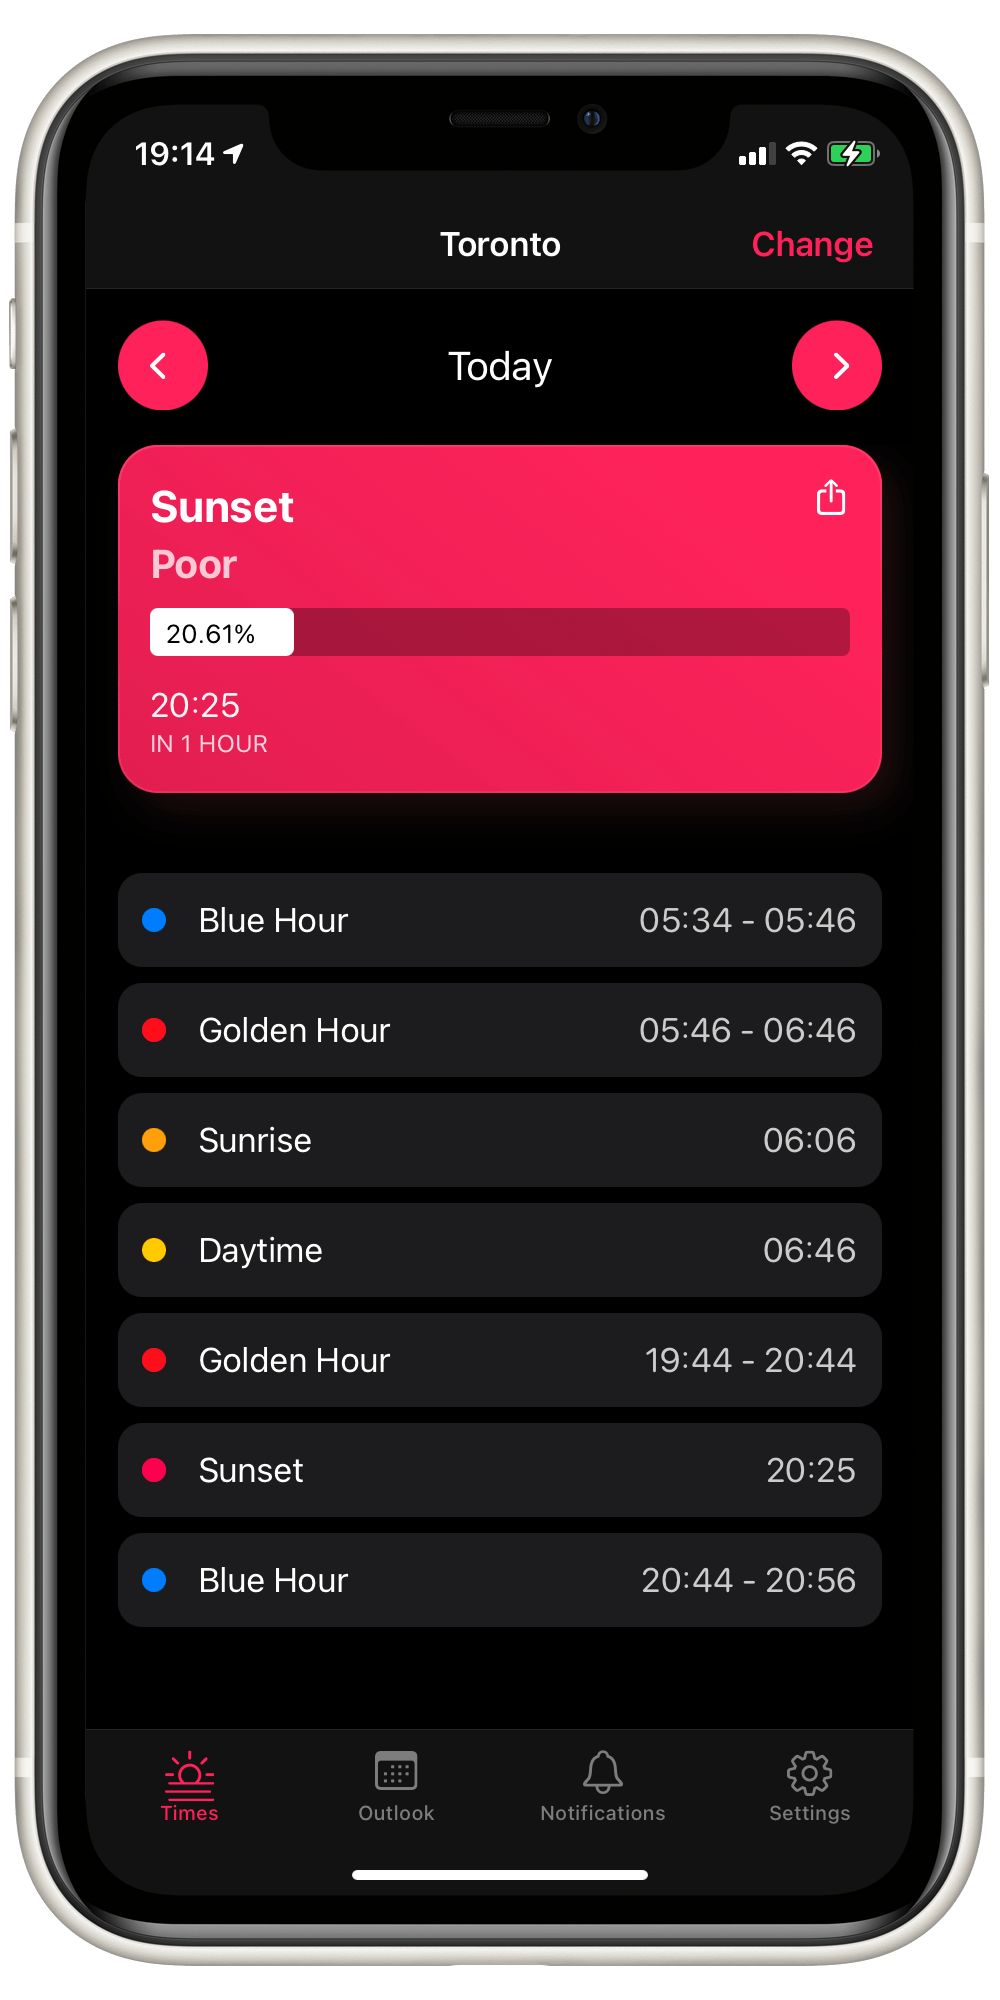 19:14
Toronto
Change
Today
Sunset
Poor
20.61%
20:25
IN 1 HOUR
Blue Hour 05:34 - 05:46
Golden Hour 05:46 - 06:46
Sunrise 06:06
Daytime 06:46
Golden Hour 19:44 - 20:44
Sunset 20:25
Blue Hour 20:44 - 20:56
Times Outlook Notifications Settings